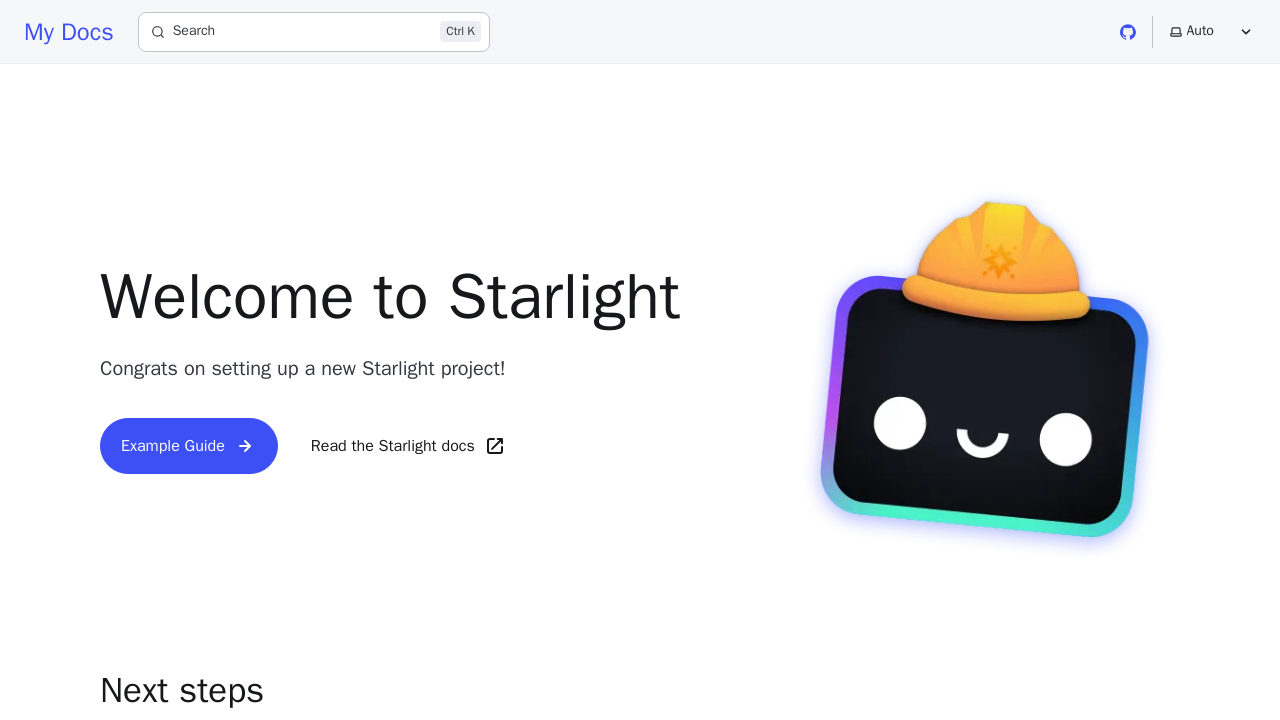 My Docs
Search
Ctrl K
Auto
Welcome to Starlight
Congrats on setting up a new Starlight project!
Example Guide
Read the Starlight docs
Next steps